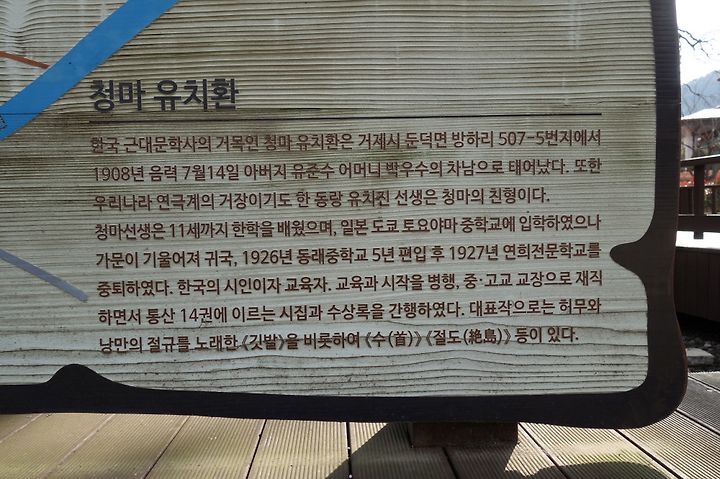 청마 유치환
한국 근대문학사의 거목인 청마 유치환은 거제시 둔덕면 방하리 507-5번지에서
1908년 음력 7월14일 아버지 유준수 어머니 백우수의 차남으로 태어났다. 또한
우리나라 연극계의 거장이기도 한 동랑 유치진 선생은 청마의 친형이다.
청마선생은 11세까지 한학을 배웠으며, 일본 도쿄 토요야마 중학교에 입학하였으나
가문이 기울어져 귀국, 1926년 동래중학교 5년 편입 후 1927년 연희전문학교를
중퇴하였다. 한국의 시인이자 교육자. 교육과 시작을 병행, 중·고교 교장으로 재직
하면서 통산 14권에 이르는 시집과 수상록을 간행하였다. 대표작으로는 허무와
낭만의 절규를 노래한 《깃발》을 비롯하여 《수(首)》 《절도(絶島)》 등이 있다.